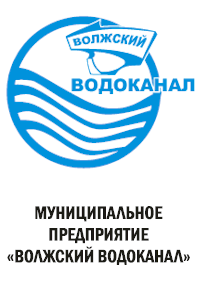 ВОЛЖСКИЙ
ВОДОКАНАЛ
МУНИЦИПАЛЬНОЕ
ПРЕДПРИЯТИЕ
«ВОЛЖСКИЙ ВОДОКАНАЛ»